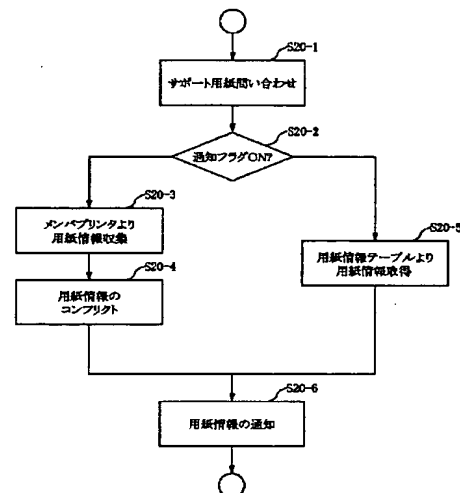 S20-1
サポート用紙問い合わせ
S20-2
通知フラグON?
S20-3
メンバプリンタより
用紙情報収集
S20-5
用紙情報テーブルより
用紙情報取得
S20-4
用紙情報の
コンフリクト
S20-6
用紙情報の通知